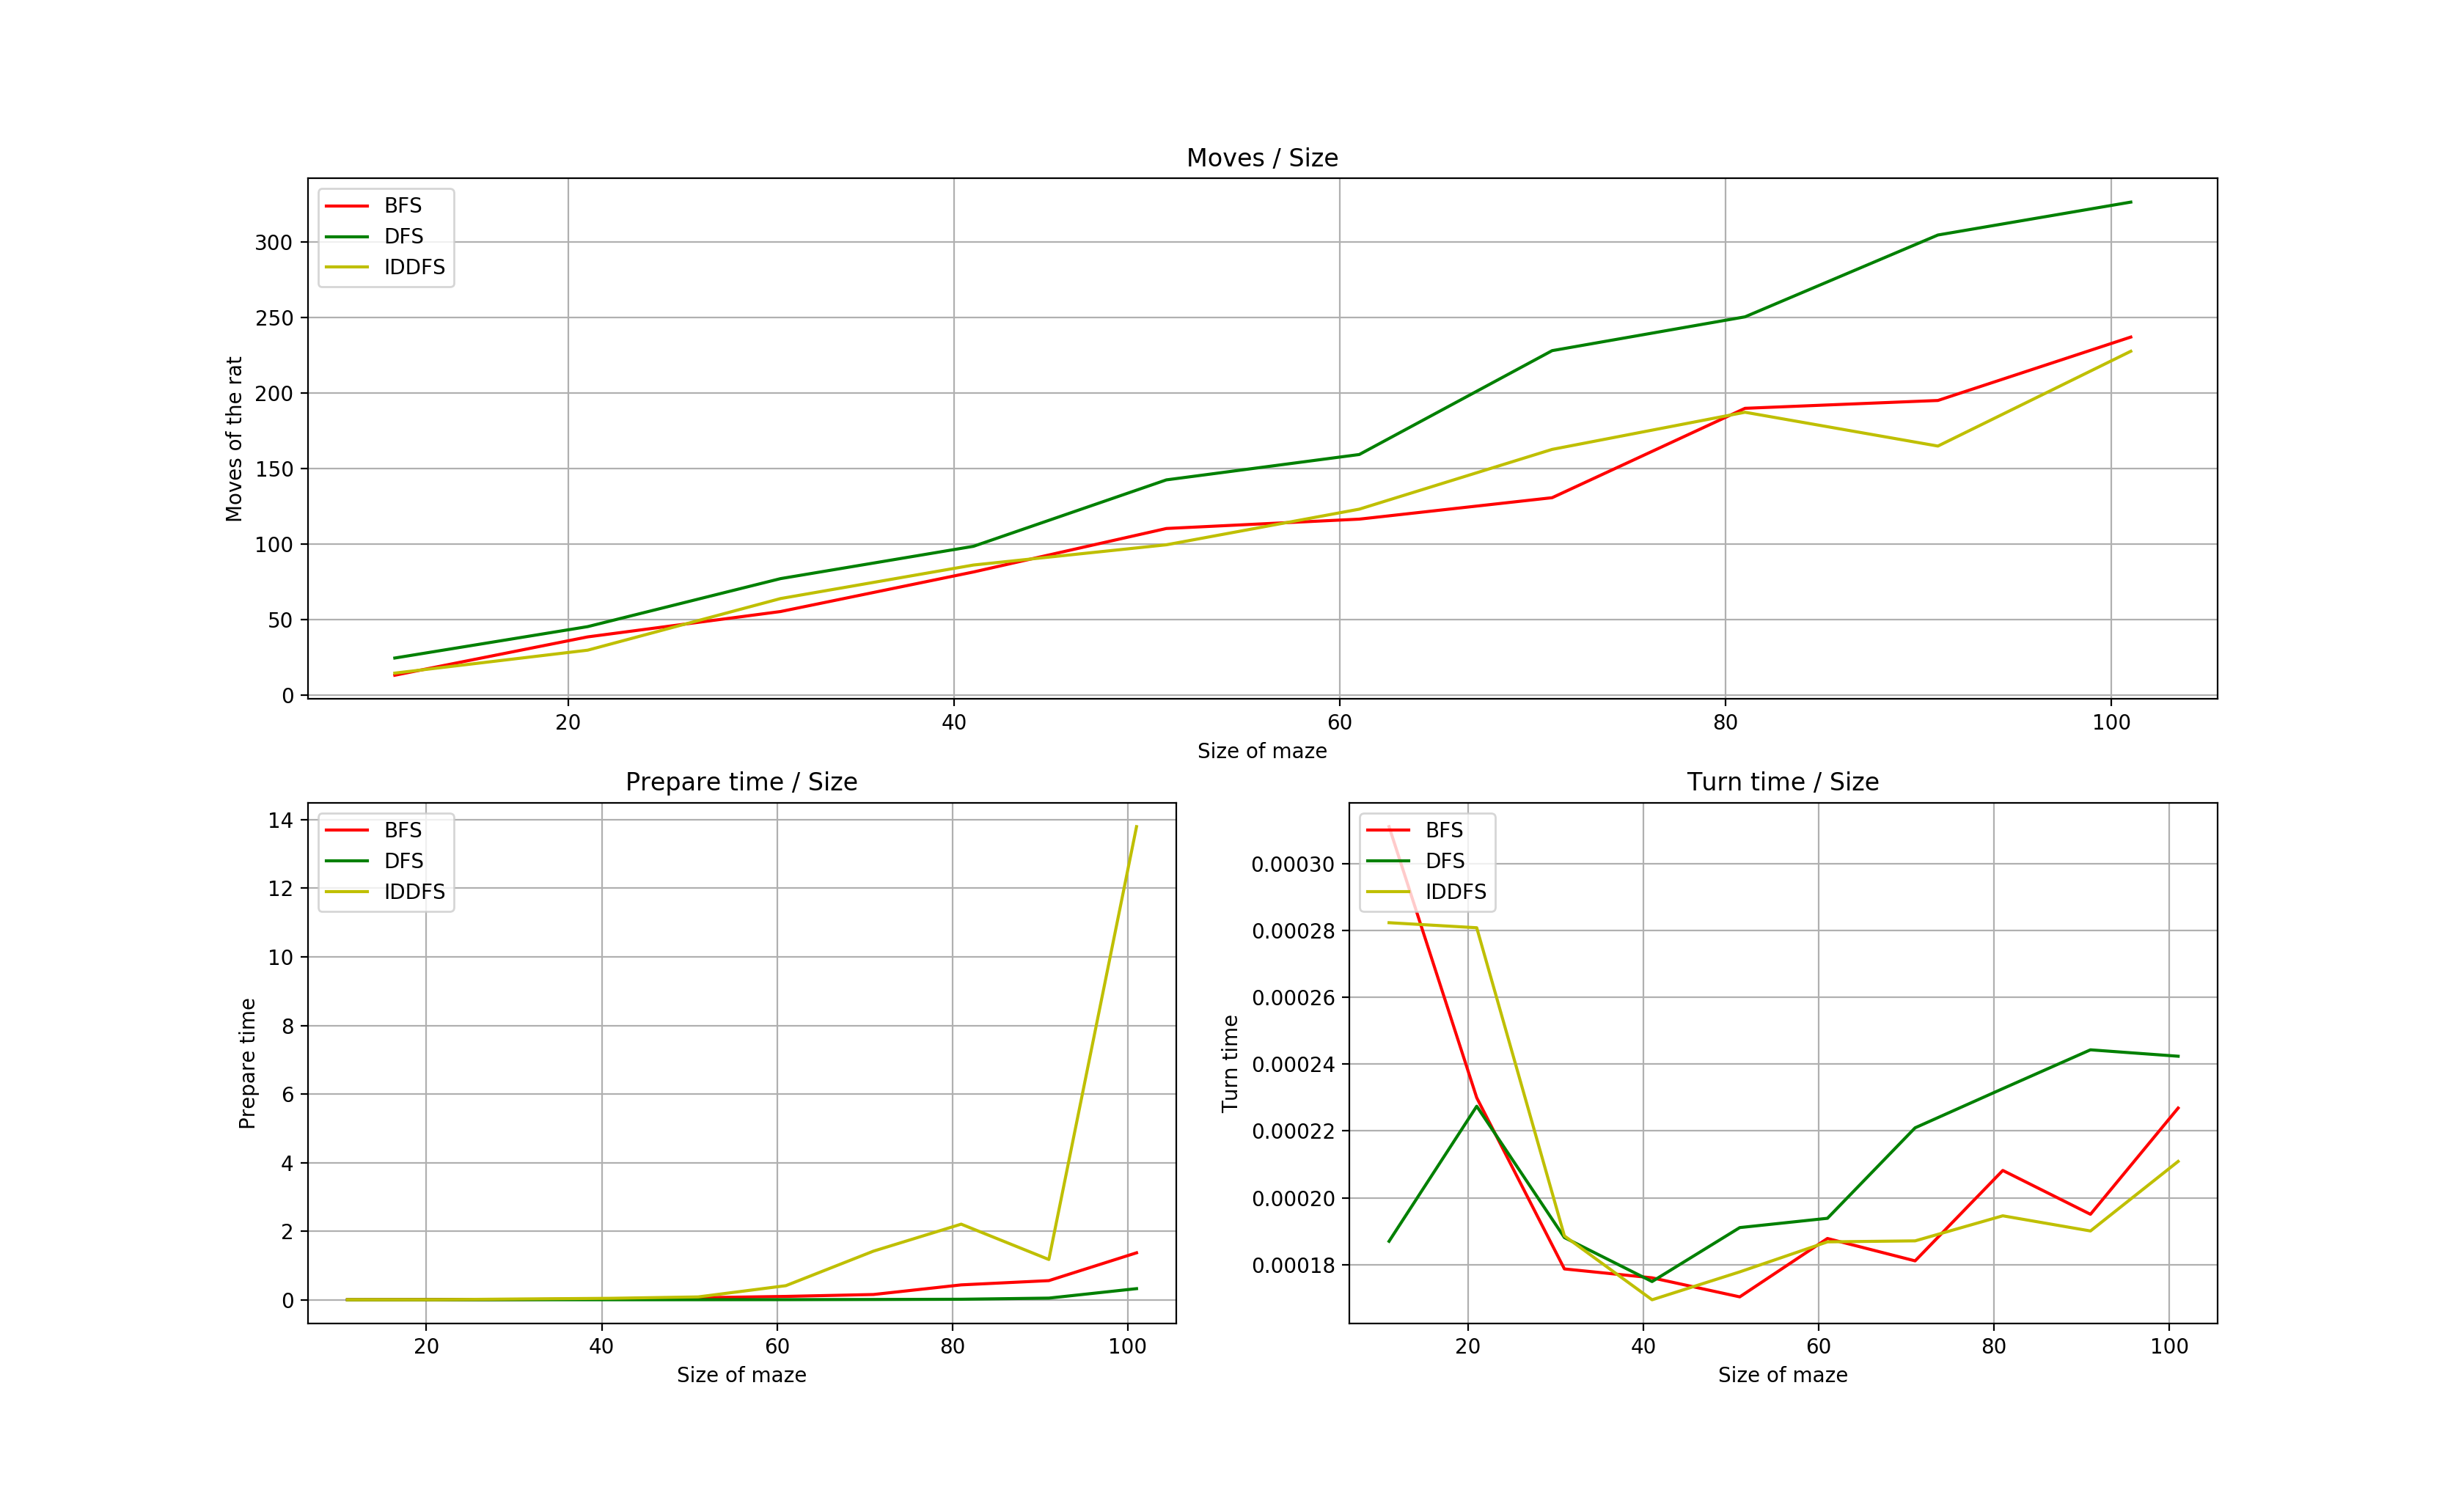 Moves / Size
BFS
DFS
IDDFS
Moves of the rat
300
250
200
150
100
50
0
20 40 60 80 100
Size of maze
Prepare time / Size
BFS
DFS
IDDFS
Prepare time
14
12
10
8
6
4
2
0
20 40 60 80 100
Size of maze
Turn time / Size
BFS
DFS
IDDFS
Turn time
0.00030
0.00028
0.00026
0.00024
0.00022
0.00020
0.00018
20 40 60 80 100
Size of maze